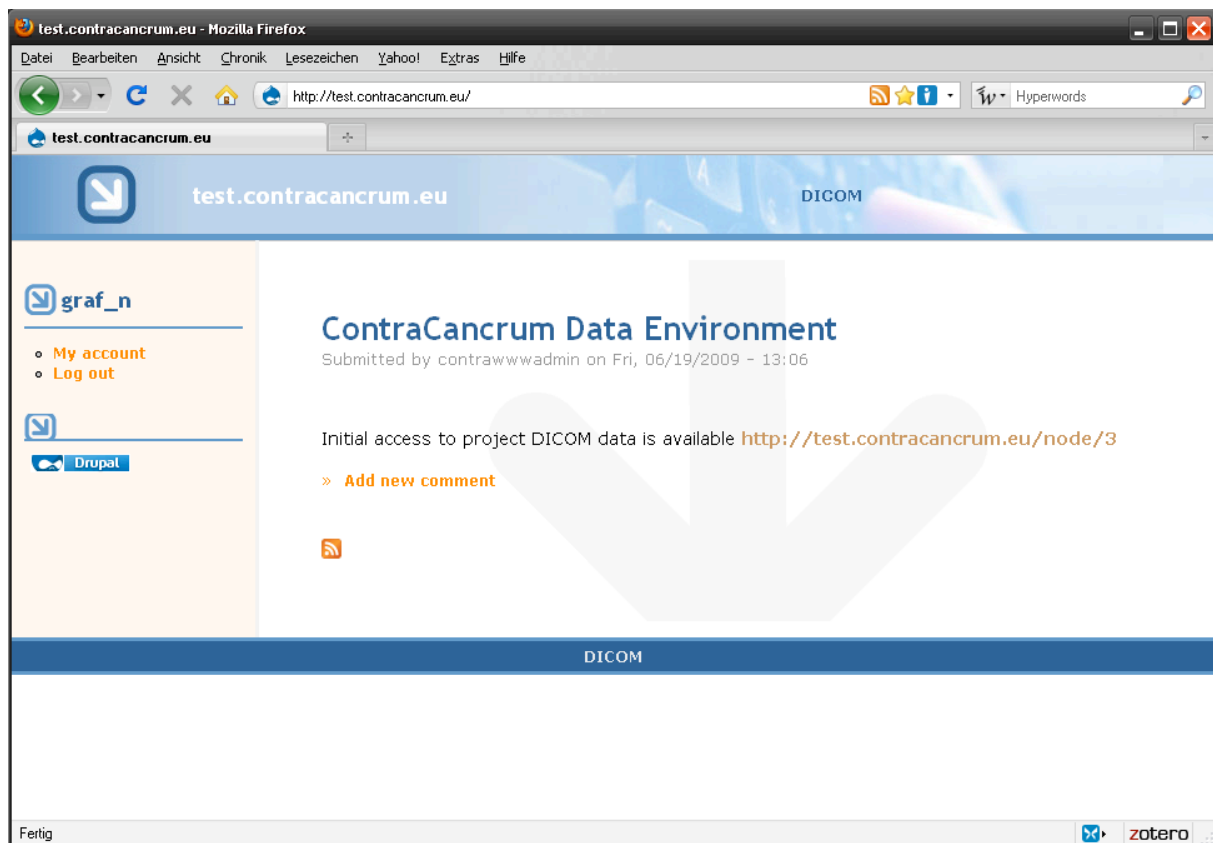 test.contracancrum.eu - Mozilla Firefox
Datei Bearbeiten Ansicht Chronik Lesezeichen Yahoo! Extras Hilfe
http://test.contracancrum.eu/ Hyperwords
test.contracancrum.eu
test.contracancrum.eu DICOM
graf_n
My account
Log out
Drupal
ContraCancrum Data Environment
Submitted by contrawwwadmin on Fri, 06/19/2009 - 13:06
Initial access to project DICOM data is available http://test.contracancrum.eu/node/3
» Add new comment
DICOM
Fertig zotero